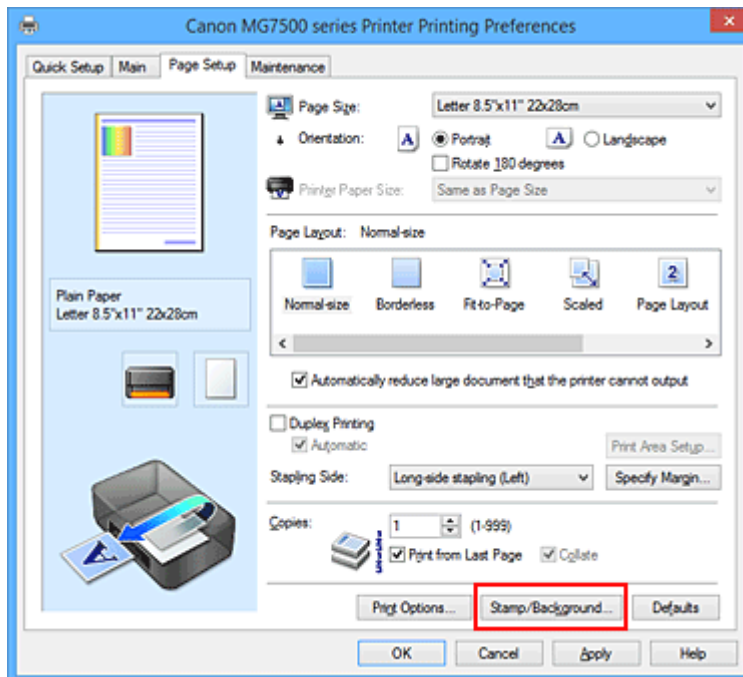 Canon MG7500 series Printer Printing Preferences
Quick Setup Main Page Setup Maintenance
Page Size: Letter 8.5"x11" 22x28cm
Orientation: A Portrait A Landscape
Rotate 180 degrees
Printer Paper Size: Same as Page Size
Page Layout: Normal-size
2
Normal-size Borderless Fit-to-Page Scaled Page Layout
Plain Paper
Letter 8.5"x11" 22x28cm
Automatically reduce large document that the printer cannot output
Duplex Printing
Automatic Print Area Setup...
Stapling Side: Long-side stapling (Left) Specify Margin...
Copies: 1 (1-999)
Print from Last Page Collate
A
Print Options... Stamp/Background... Defaults
OK Cancel Apply Help